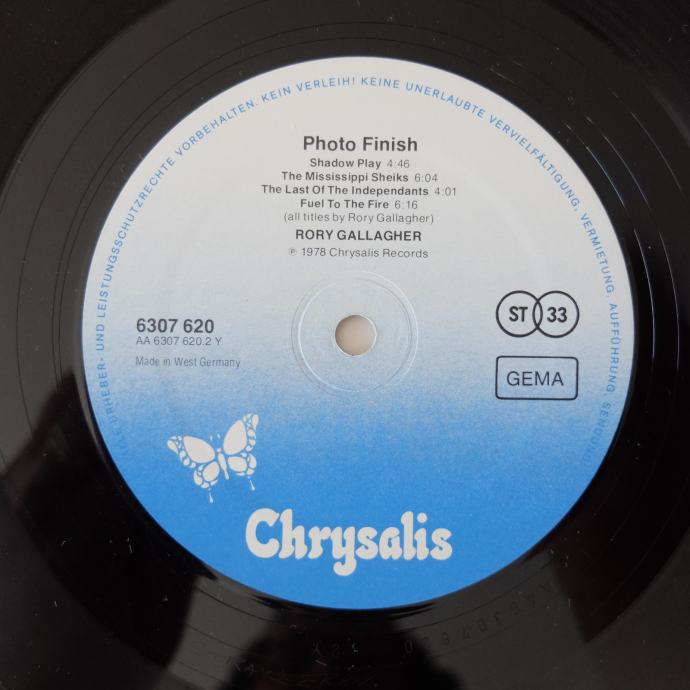 ALLE URHEBER- UND LEISTUNGSSCHUTZRECHTE VORBEHALTEN. KEIN VERLEIH! KEINE UNERLAUBTE VERVIELFÄLTIGUNG, VERMIETUNG, AUFFÜHRUNG, SENDUNG!
Photo Finish
Shadow Play 4:46
The Mississippi Sheiks 6:04
The Last Of The Independants 4:01
Fuel To The Fire 6:16
(all titles by Rory Gallagher)
RORY GALLAGHER
℗ 1978 Chrysalis Records
6307 620
AA 6307 620.2 Y
Made in West Germany
ST 33
GEMA
Chrysalis